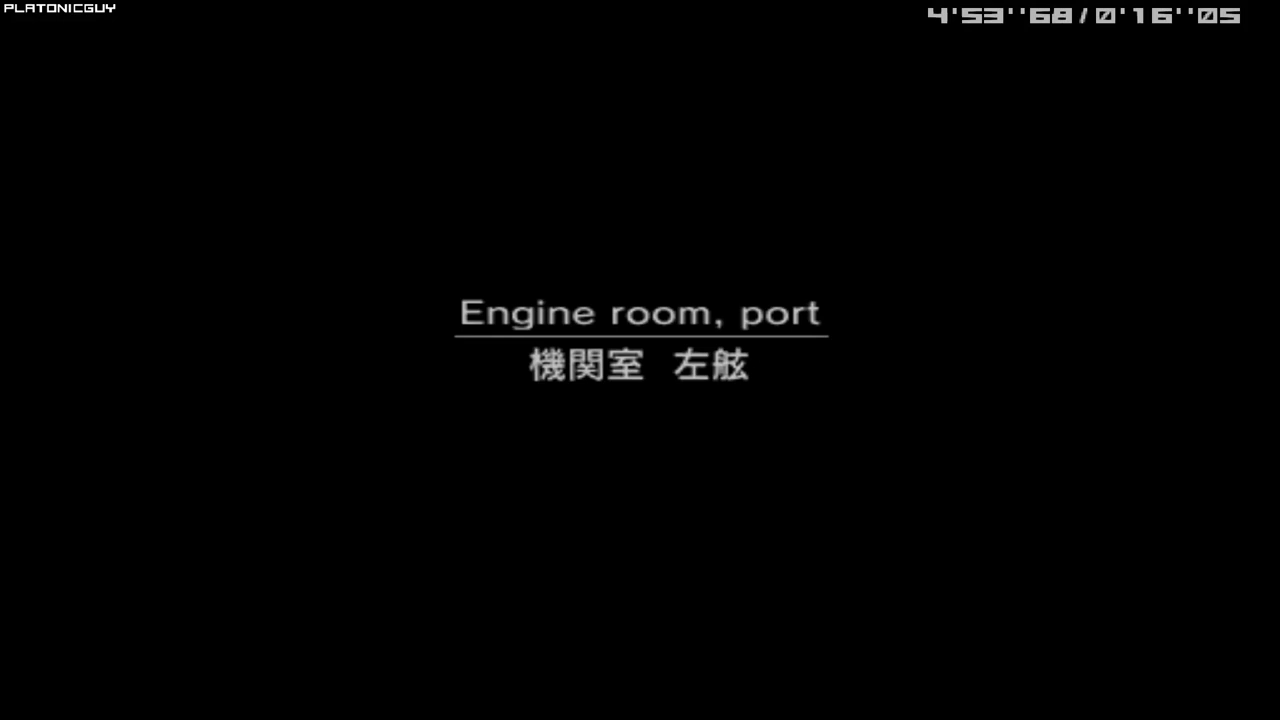 PLATONICGUY
4'53''68/0'16''05
Engine room, port
機関室 左舷